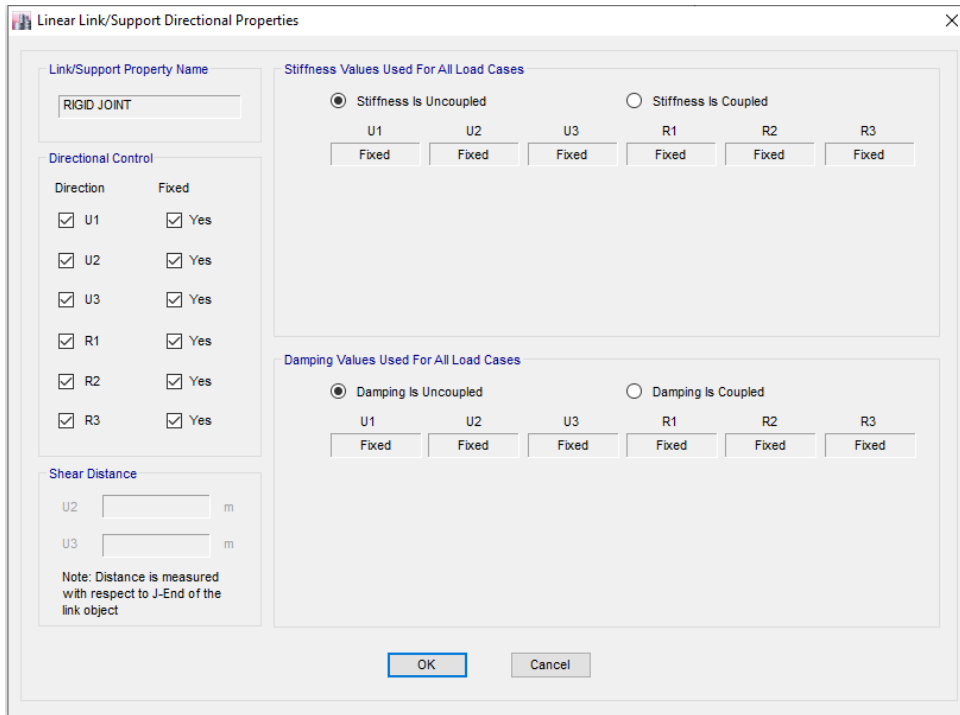 Linear Link/Support Directional Properties
Link/Support Property Name
RIGID JOINT
Directional Control
Direction Fixed
U1 Yes
U2 Yes
U3 Yes
R1 Yes
R2 Yes
R3 Yes
Shear Distance
U2 m
U3 m
Note: Distance is measured
with respect to J-End of the
link object
Stiffness Values Used For All Load Cases
Stiffness Is Uncoupled Stiffness Is Coupled
U1 U2 U3 R1 R2 R3
Fixed Fixed Fixed Fixed Fixed Fixed
Damping Values Used For All Load Cases
Damping Is Uncoupled Damping Is Coupled
U1 U2 U3 R1 R2 R3
Fixed Fixed Fixed Fixed Fixed Fixed
OK Cancel